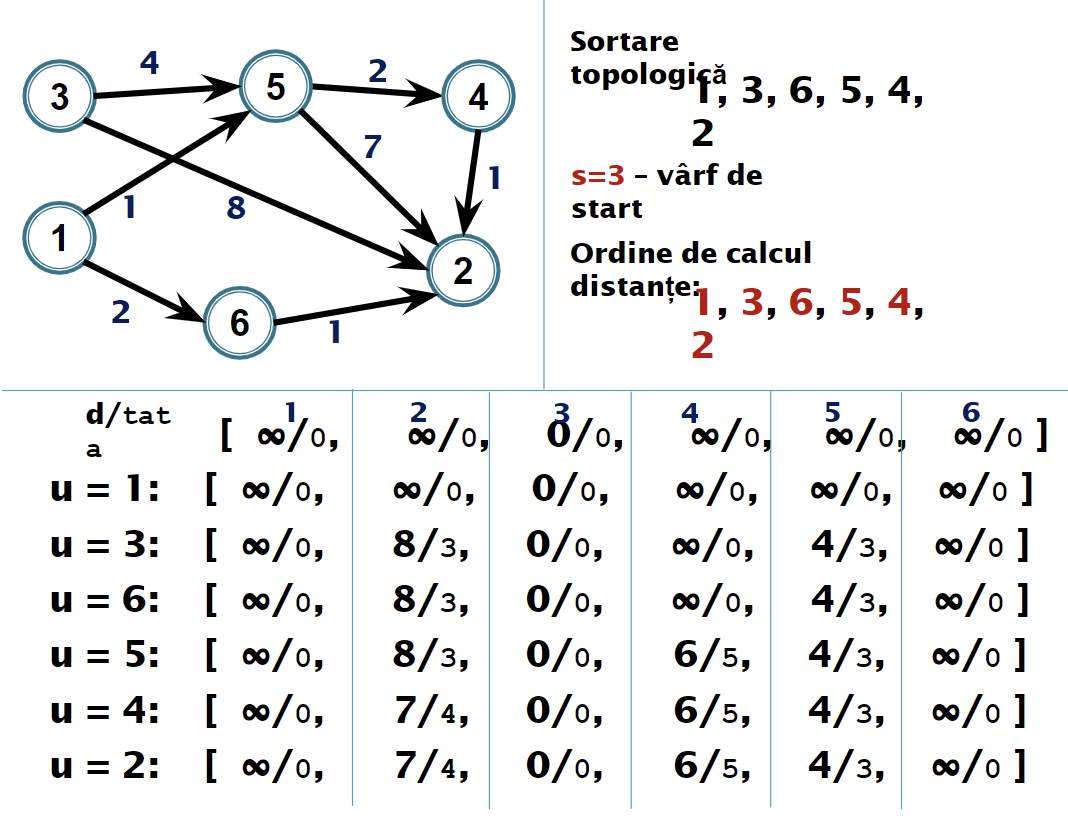 3
4
5
2
4
7
1
1
8
1
2
2
6
1
Sortare
topologică
1, 3, 6, 5, 4,
2
s=3 – vârf de
start
Ordine de calcul
distanțe:
1, 3, 6, 5, 4,
2
1 2 3 4 5 6
d/tat
a
[ ∞/0, ∞/0, 0/0, ∞/0, ∞/0, ∞/0 ]
u = 1: [ ∞/0, ∞/0, 0/0, ∞/0, ∞/0, ∞/0 ]
u = 3: [ ∞/0, 8/3, 0/0, ∞/0, 4/3, ∞/0 ]
u = 6: [ ∞/0, 8/3, 0/0, ∞/0, 4/3, ∞/0 ]
u = 5: [ ∞/0, 8/3, 0/0, 6/5, 4/3, ∞/0 ]
u = 4: [ ∞/0, 7/4, 0/0, 6/5, 4/3, ∞/0 ]
u = 2: [ ∞/0, 7/4, 0/0, 6/5, 4/3, ∞/0 ]